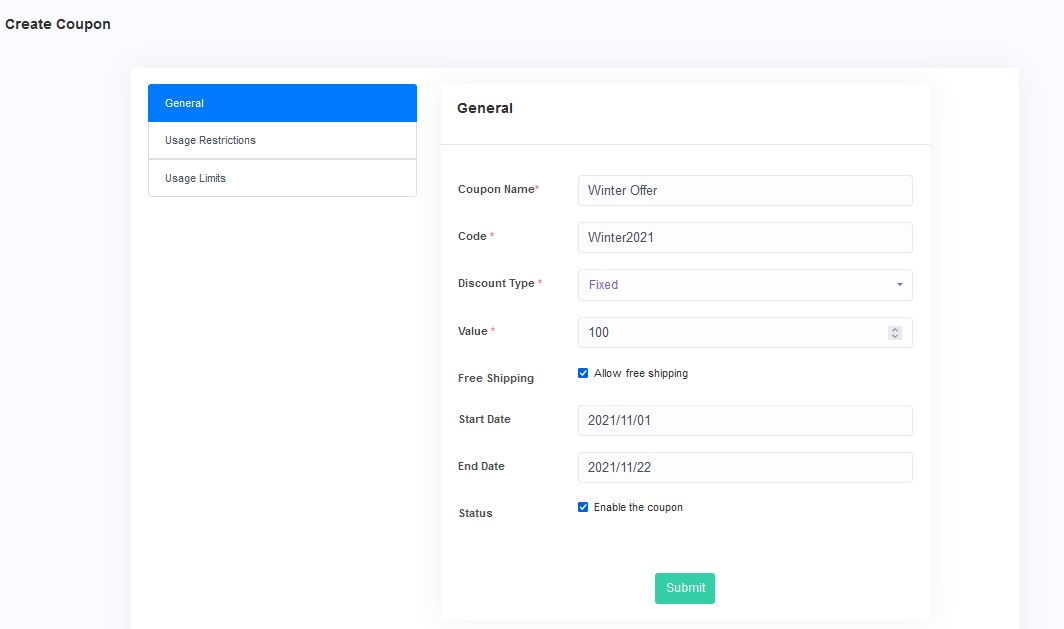 Create Coupon
General
Usage Restrictions
Usage Limits
General
Coupon Name*
Winter Offer
Code *
Winter2021
Discount Type *
Fixed
Value *
100
Free Shipping
Allow free shipping
Start Date
2021/11/01
End Date
2021/11/22
Status
Enable the coupon
Submit